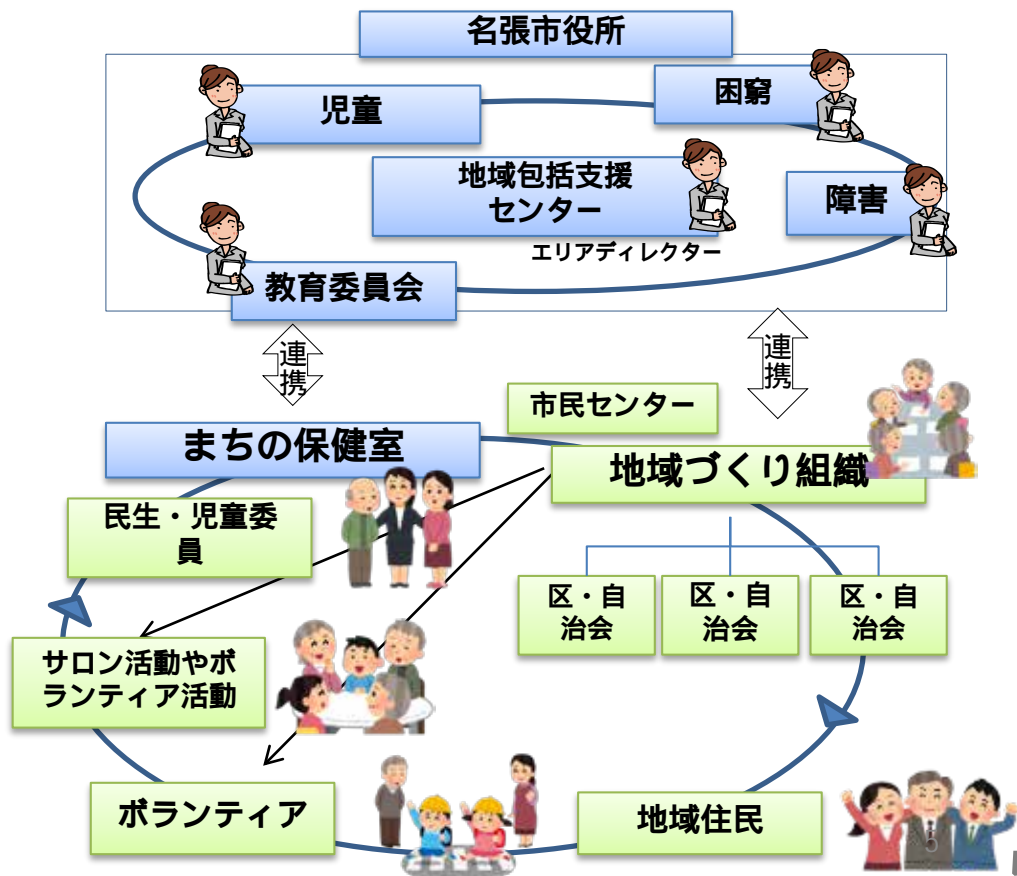 名張市役所
児童
困窮
地域包括支援
センター
障害
エリアディレクター
教育委員会
連携
連携
市民センター
まちの保健室
地域づくり組織
民生・児童委
員
区・自
治会
区・自
治会
区・自
治会
サロン活動やボ
ランティア活動
ボランティア
地域住民